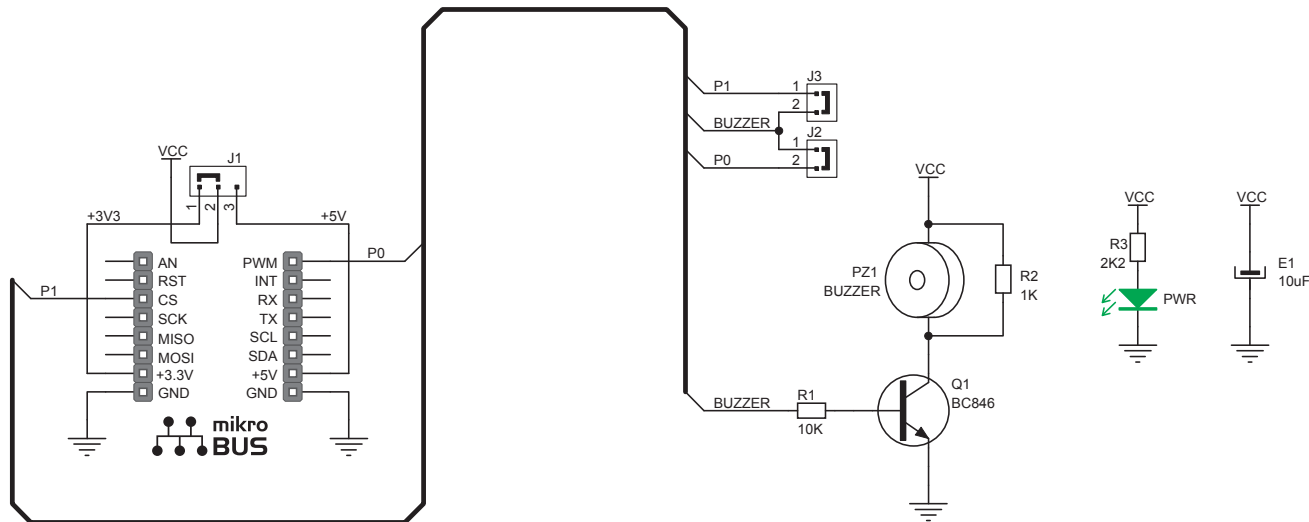 P1
J3
1
2
BUZZER
J2
1
2
P0
VCC
J1
1
2
3
+3V3
+5V
P0
P1
AN
RST
CS
SCK
MISO
MOSI
+3.3V
GND
PWM
INT
RX
TX
SCL
SDA
+5V
GND
mikro
BUS
VCC
PZ1
BUZZER
R2
1K
BUZZER
R1
10K
Q1
BC846
VCC
R3
2K2
PWR
VCC
E1
10uF